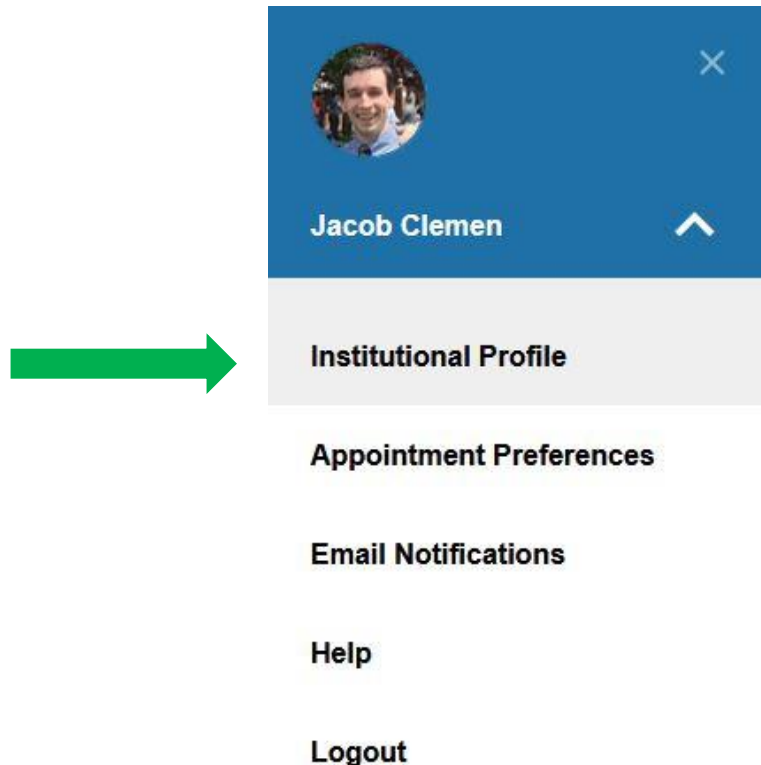 Jacob Clemen
Institutional Profile
Appointment Preferences
Email Notifications
Help
Logout